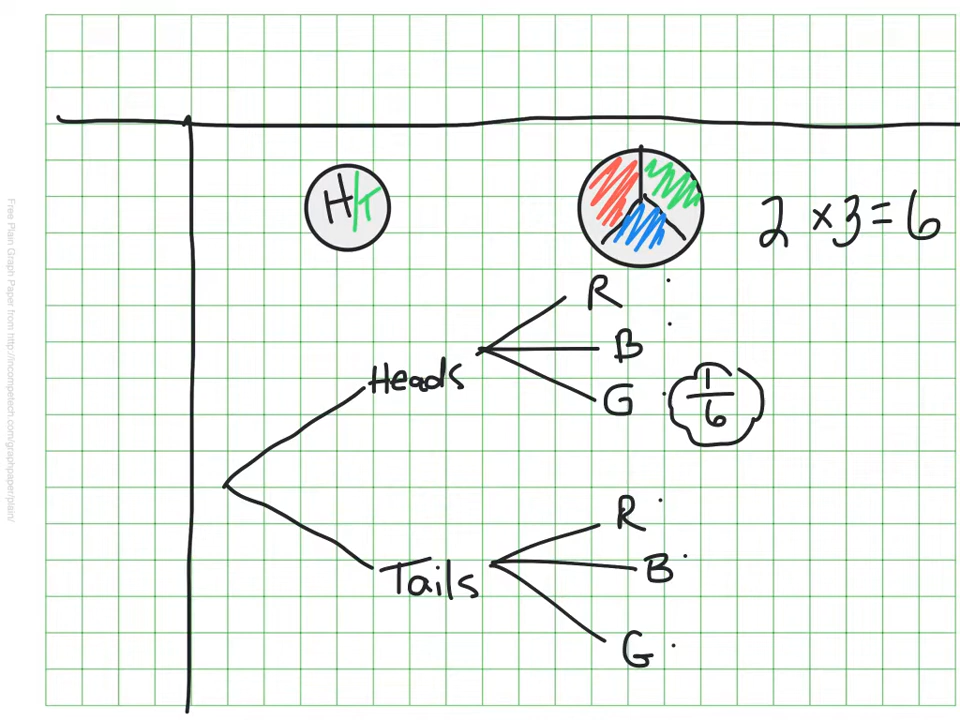 Free Plain Graph Paper from http://incompetech.com/graphpaper/plain/
H T
2 × 3 = 6
R
B
Heads
G 1/6
R
B
Tails
G